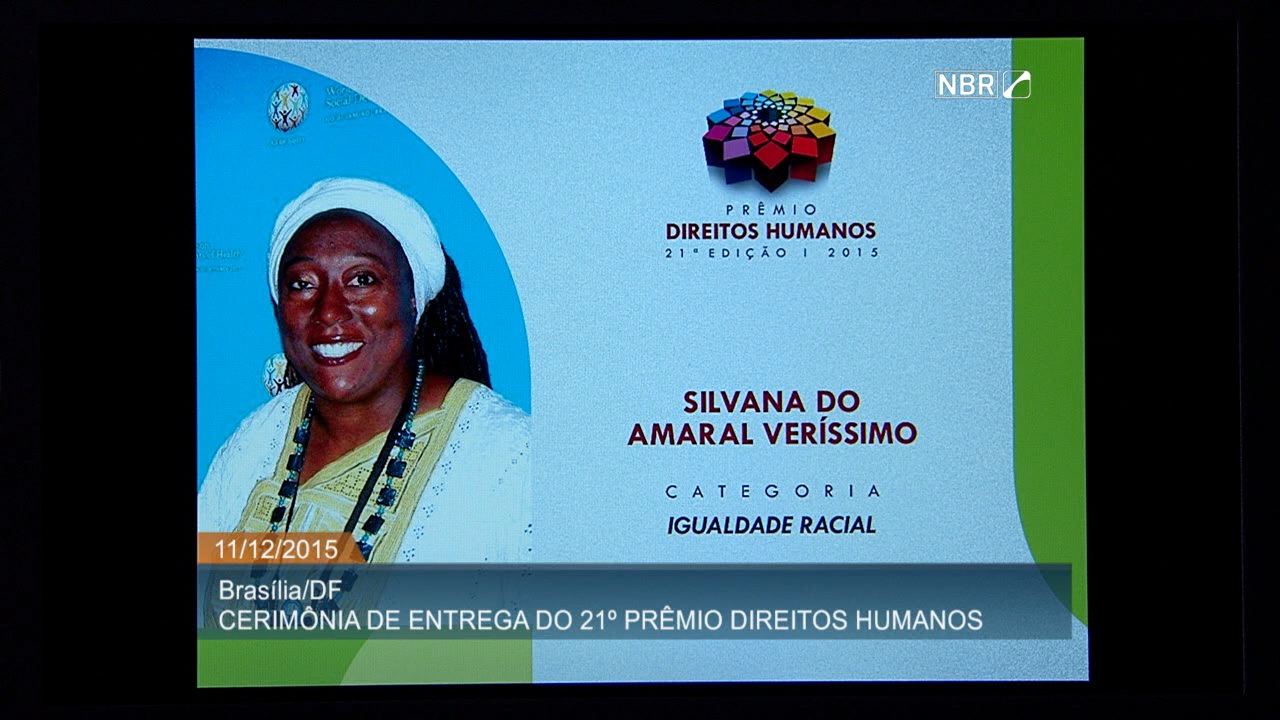 NBR
PRÊMIO
DIREITOS HUMANOS
21ª EDIÇÃO | 2015
SILVANA DO
AMARAL VERÍSSIMO
CATEGORIA
IGUALDADE RACIAL
11/12/2015
Brasília/DF
CERIMÔNIA DE ENTREGA DO 21º PRÊMIO DIREITOS HUMANOS